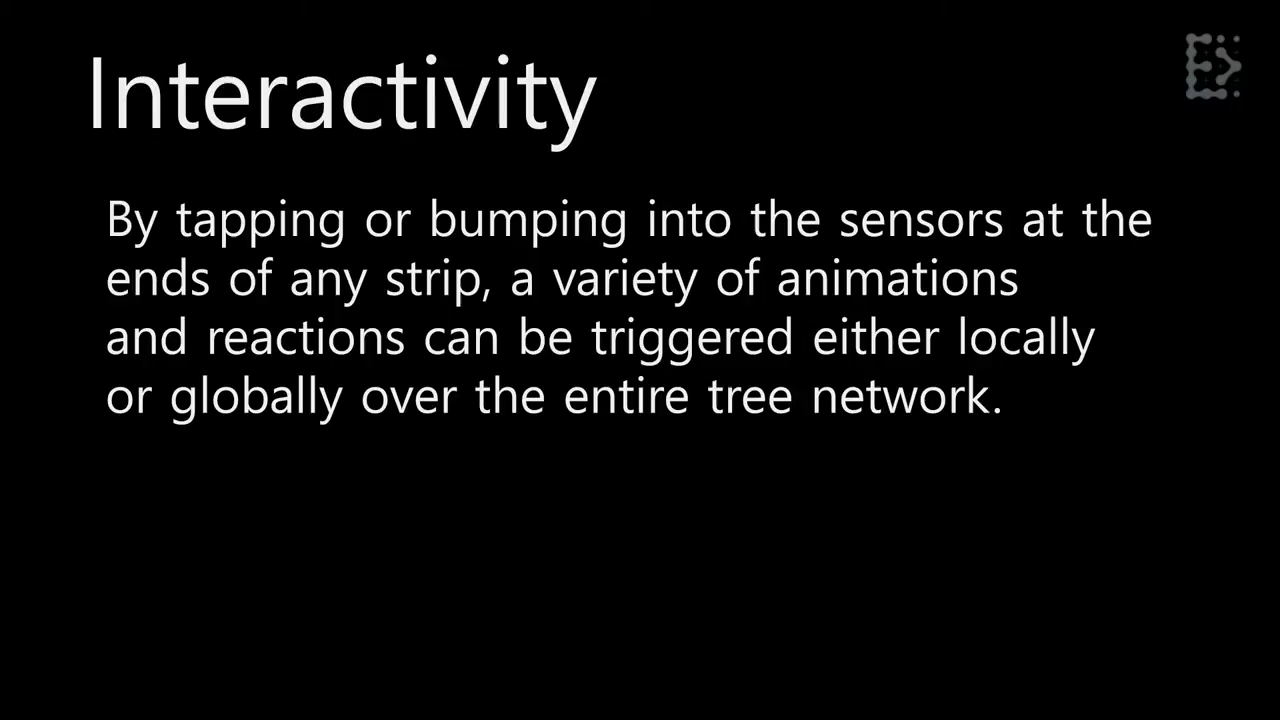 Interactivity
By tapping or bumping into the sensors at the
ends of any strip, a variety of animations
and reactions can be triggered either locally
or globally over the entire tree network.